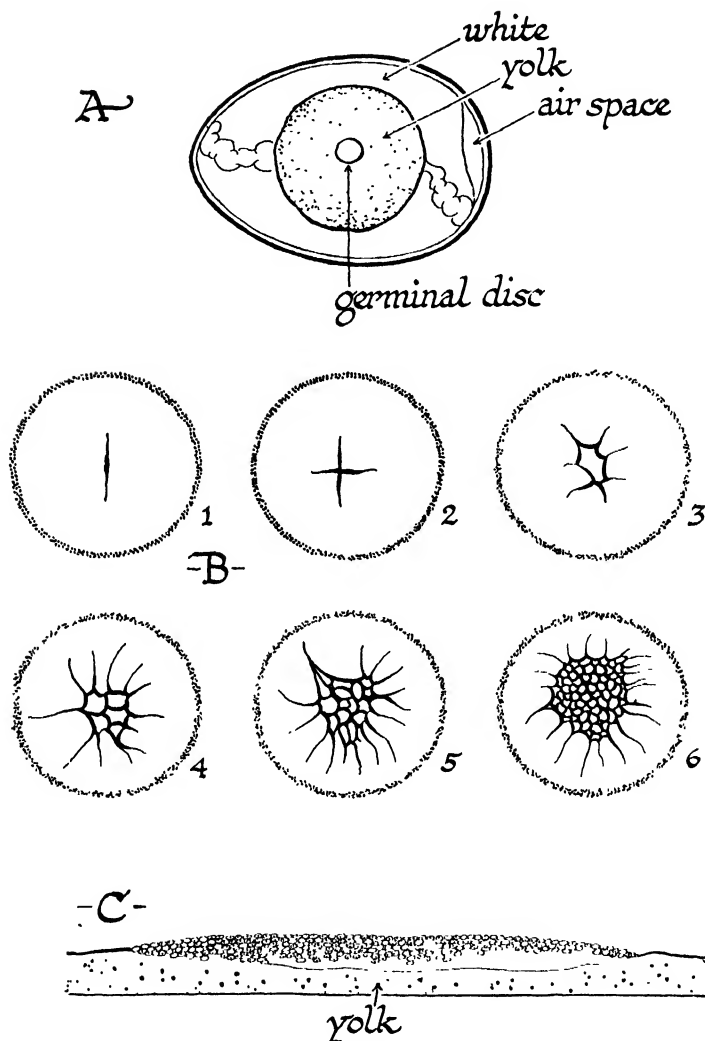 white
yolk
air space
A
germinal disc
1
2
3
-B-
4
5
6
-C-
yolk